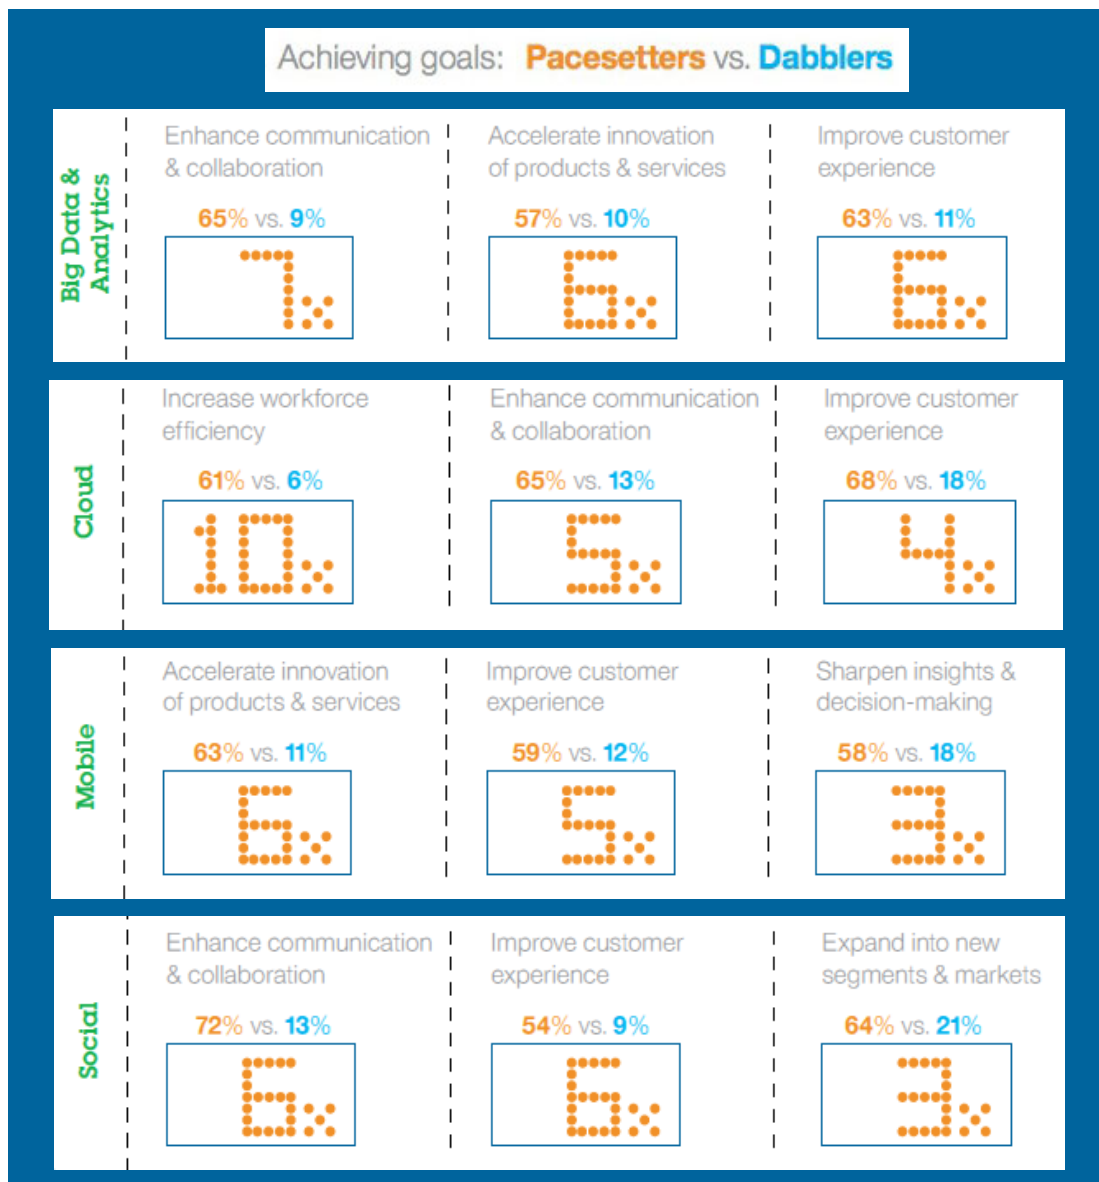 Achieving goals: Pacesetters vs. Dabblers
Big Data &
Analytics
Enhance communication
& collaboration
65% vs. 9%
7x
Accelerate innovation
of products & services
57% vs. 10%
6x
Improve customer
experience
63% vs. 11%
6x
Cloud
Increase workforce
efficiency
61% vs. 6%
10x
Enhance communication
& collaboration
65% vs. 13%
5x
Improve customer
experience
68% vs. 18%
4x
Mobile
Accelerate innovation
of products & services
63% vs. 11%
6x
Improve customer
experience
59% vs. 12%
5x
Sharpen insights &
decision-making
58% vs. 18%
3x
Social
Enhance communication
& collaboration
72% vs. 13%
6x
Improve customer
experience
54% vs. 9%
6x
Expand into new
segments & markets
64% vs. 21%
3x